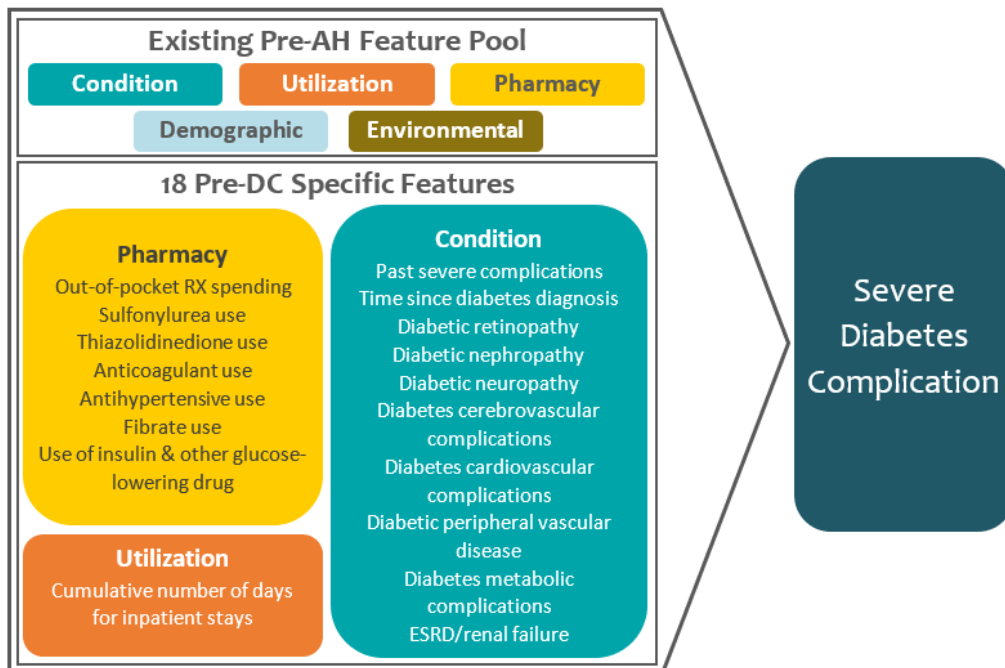 Existing Pre-AH Feature Pool
Condition
Utilization
Pharmacy
Demographic
Environmental
18 Pre-DC Specific Features
Pharmacy
Out-of-pocket RX spending
Sulfonylurea use
Thiazolidinedione use
Anticoagulant use
Antihypertensive use
Fibrate use
Use of insulin & other glucose-
lowering drug
Utilization
Cumulative number of days
for inpatient stays
Condition
Past severe complications
Time since diabetes diagnosis
Diabetic retinopathy
Diabetic nephropathy
Diabetic neuropathy
Diabetes cerebrovascular
complications
Diabetes cardiovascular
complications
Diabetic peripheral vascular
disease
Diabetes metabolic
complications
ESRD/renal failure
Severe
Diabetes
Complication